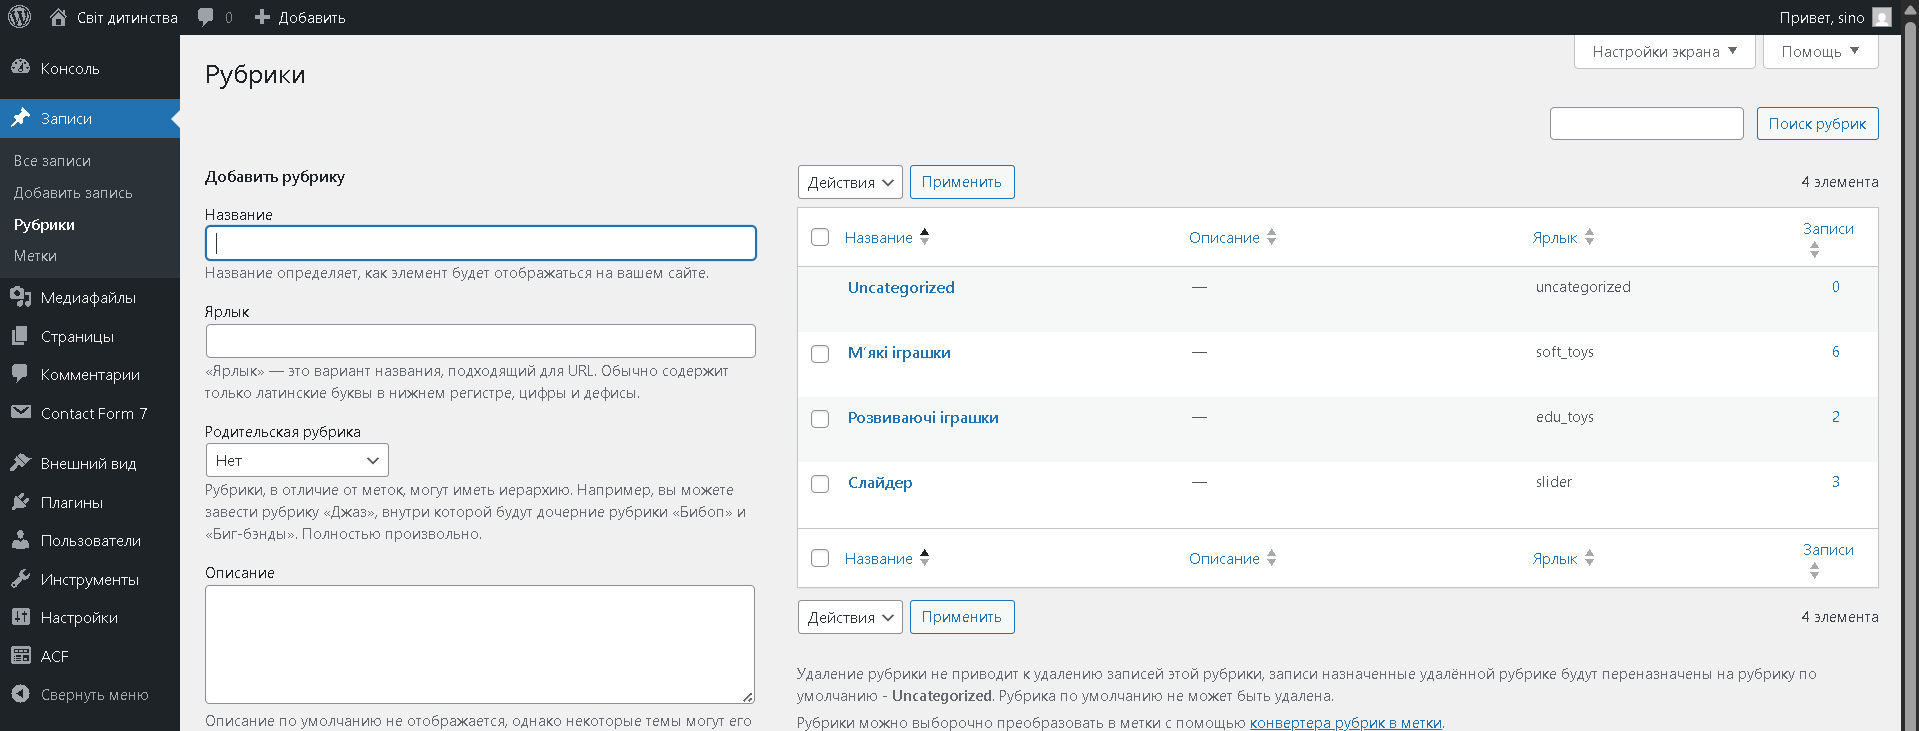 Світ дитинства 0 Добавить Привет, sino
Настройки экрана Помощь
Консоль
Записи
Все записи
Добавить запись
Рубрики
Метки
Медиафайлы
Страницы
Комментарии
Contact Form 7
Внешний вид
Плагины
Пользователи
Инструменты
Настройки
ACF
Свернуть меню
Рубрики
Поиск рубрик
Добавить рубрику
Название
Название определяет, как элемент будет отображаться на вашем сайте.
Ярлык
«Ярлык» — это вариант названия, подходящий для URL. Обычно содержит
только латинские буквы в нижнем регистре, цифры и дефисы.
Родительская рубрика
Нет
Рубрики, в отличие от меток, могут иметь иерархию. Например, вы можете
завести рубрику «Джаз», внутри которой будут дочерние рубрики «Бибоп» и
«Биг-бэнды». Полностью произвольно.
Описание
Описание по умолчанию не отображается, однако некоторые темы могут его
Действия Применить 4 элемента
Название Описание Ярлык Записи
Uncategorized — uncategorized 0
М'які іграшки — soft_toys 6
Розвиваючі іграшки — edu_toys 2
Слайдер — slider 3
Название Описание Ярлык Записи
Действия Применить 4 элемента
Удаление рубрики не приводит к удалению записей этой рубрики, записи назначенные удалённой рубрике будут переназначены на рубрику по
умолчанию - Uncategorized. Рубрика по умолчанию не может быть удалена.
Рубрики можно выборочно преобразовать в метки с помощью конвертера рубрик в метки.